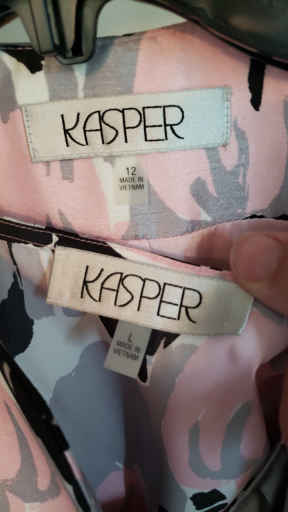 KASPER
12
MADE IN
VIETNAM
KASPER
L
MADE IN
VIETNAM